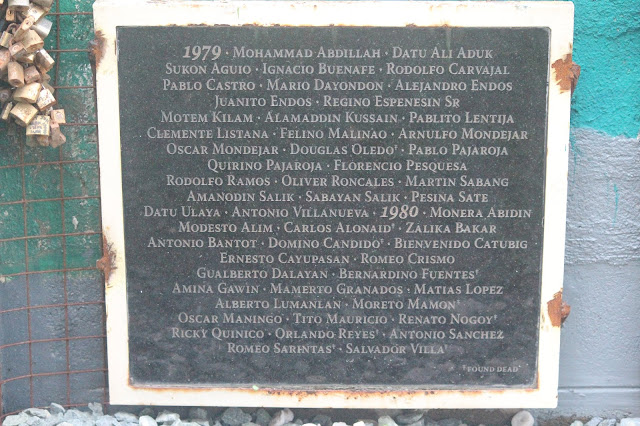 1979 · Mohammad Abdillah · Datu Ali Aduk
Sukon Aguio · Ignacio Buenafe · Rodolfo Carvajal
Pablo Castro · Mario Dayondon · Alejandro Endos
Juanito Endos · Regino Espenesin Sr
Motem Kilam · Alamaddin Kussain · Pablito Lentija
Clemente Listana · Felino Malinao · Arnulfo Mondejar
Oscar Mondejar · Douglas Oledo† · Pablo Pajaroja
Quirino Pajaroja · Florencio Pesquesa
Rodolfo Ramos · Oliver Roncales · Martin Sabang
Amanodin Salik · Sabayan Salik · Pesina Sate
Datu Ulaya · Antonio Villanueva · 1980 · Monera Abidin
Modesto Alim · Carlos Alonaid† · Zalika Bakar
Antonio Bantot · Domino Candido† · Bienvenido Catubig
Ernesto Cayupasan · Romeo Crismo
Gualberto Dalayan · Bernardino Fuentes†
Amina Gawin · Mamerto Granados · Matias Lopez
Alberto Lumanlan · Moreto Mamon†
Oscar Maningo† · Tito Mauricio · Renato Nogoy†
Ricky Quinico · Orlando Reyes† · Antonio Sanchez
Romeo Sarintas† · Salvador Villa†
†Found Dead